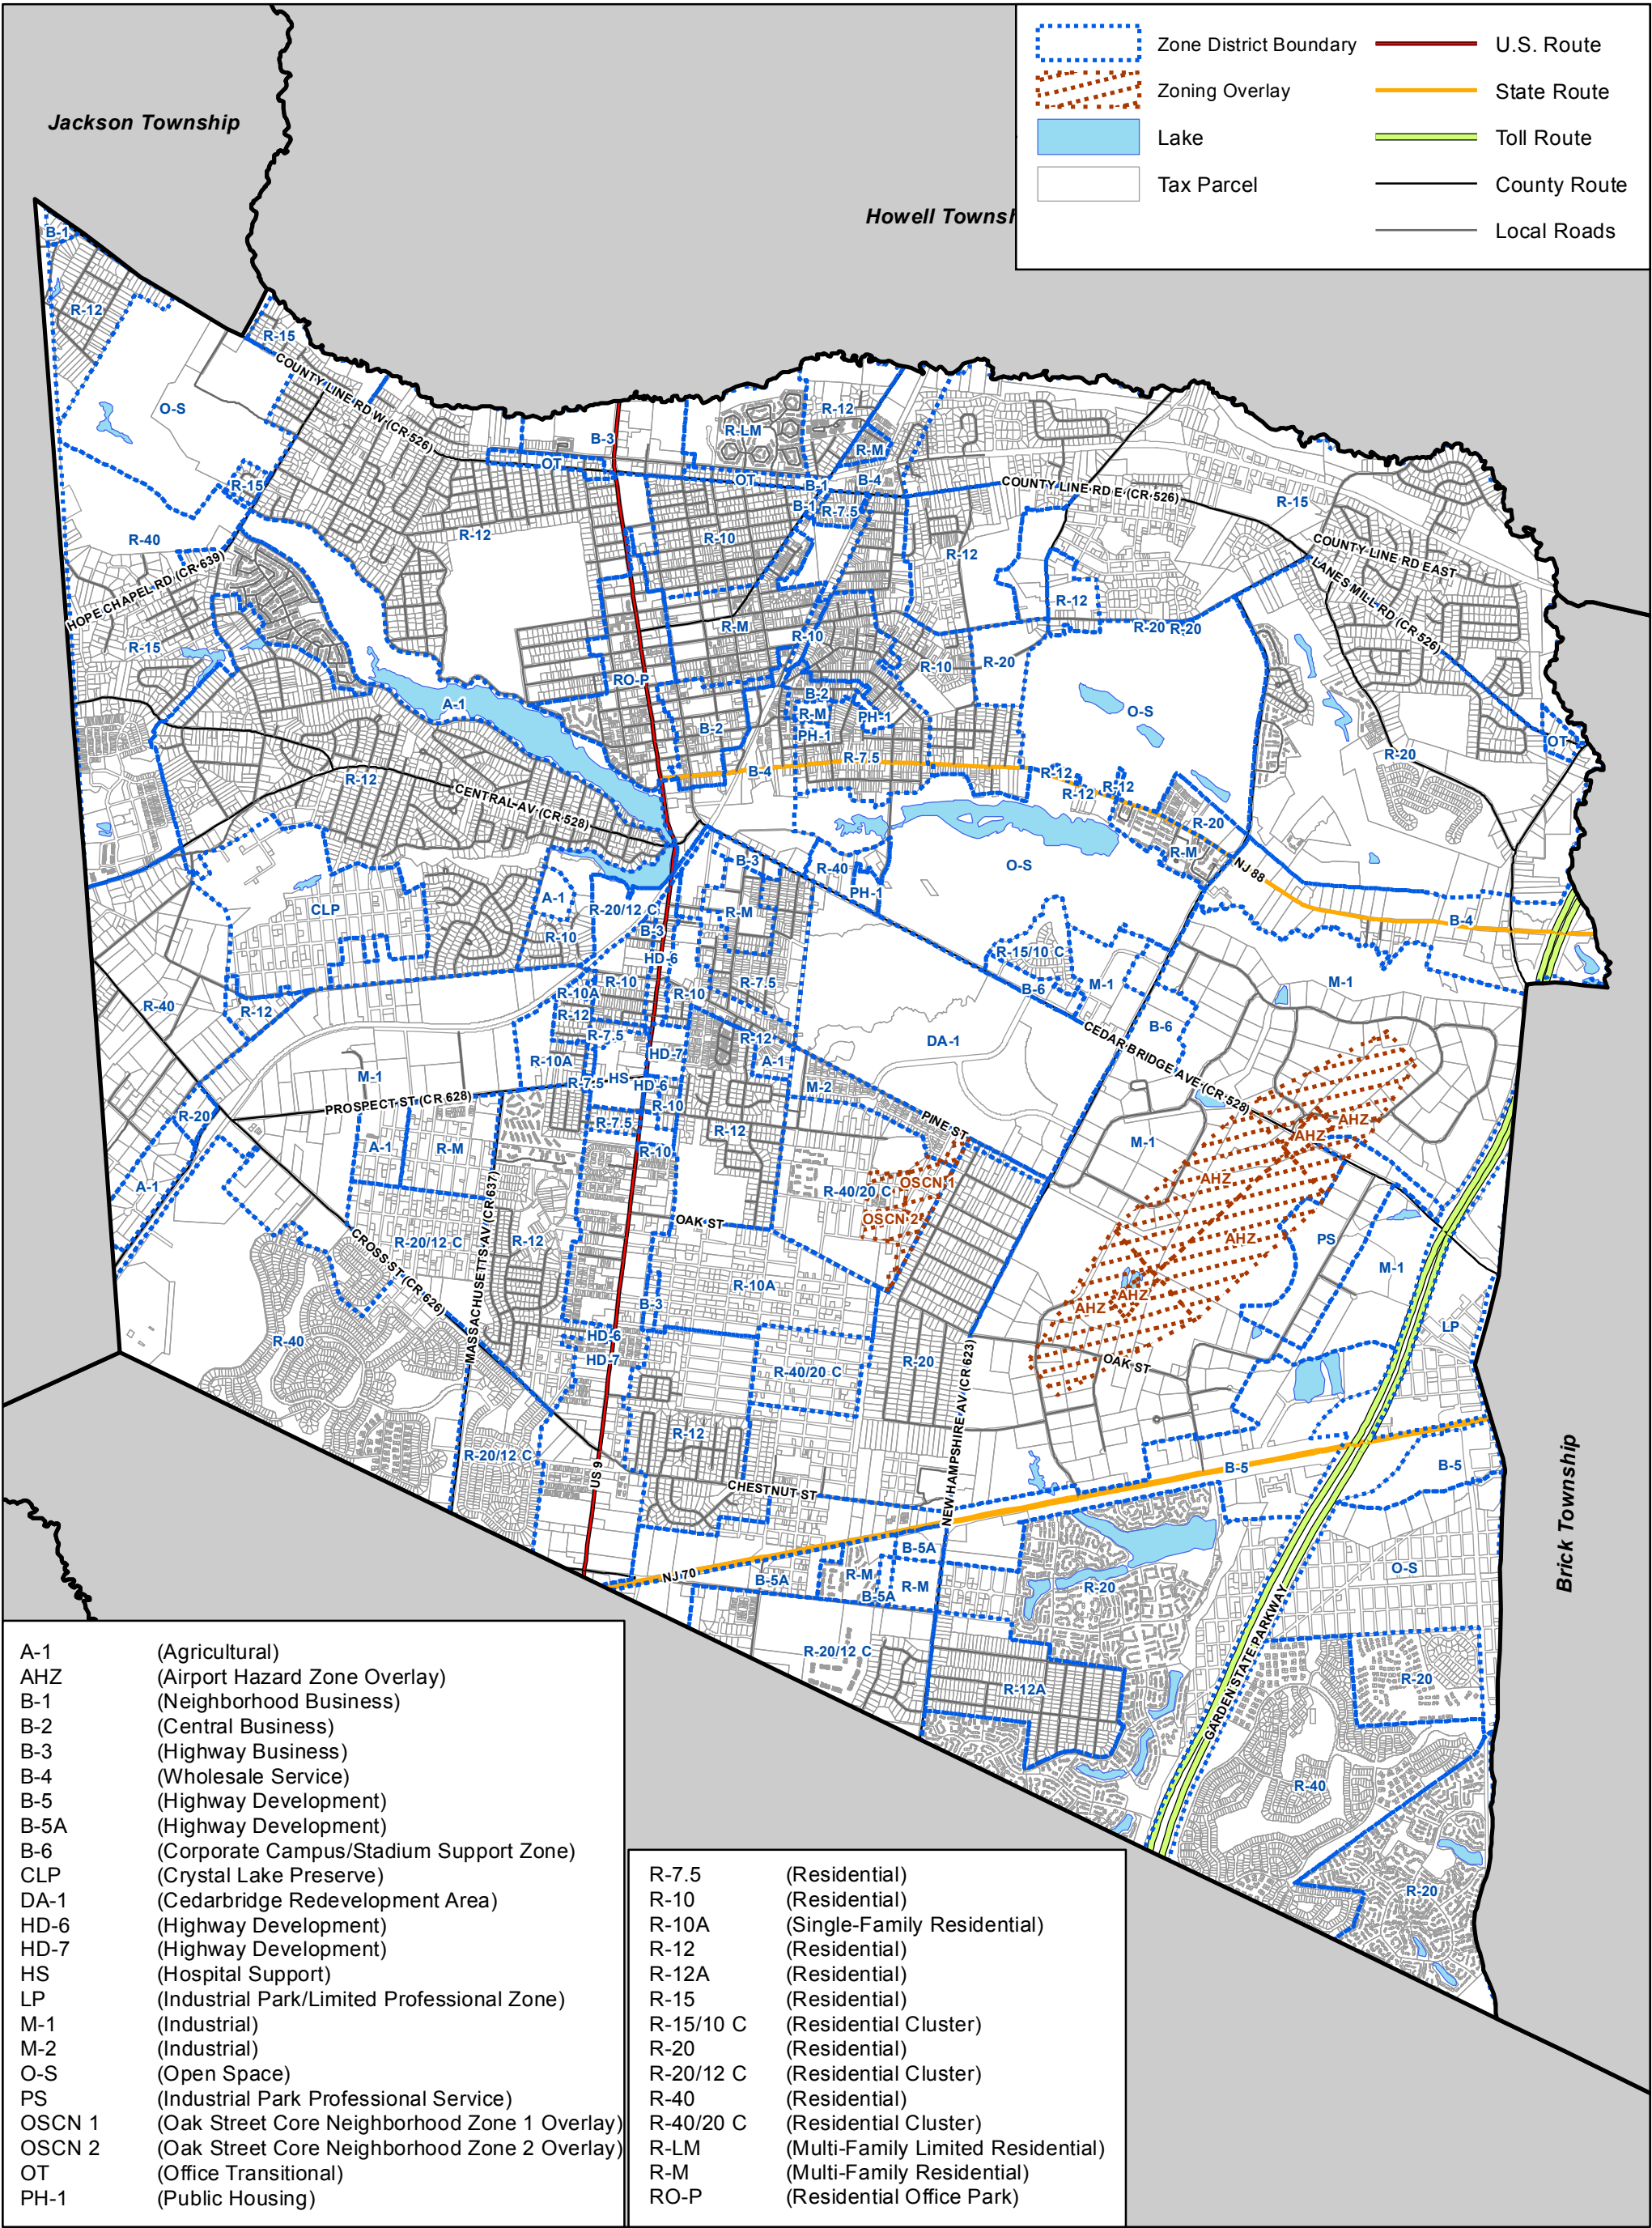 Zone District Boundary
U.S. Route
Zoning Overlay
State Route
Lake
Toll Route
Tax Parcel
County Route
Local Roads
Jackson Township
Howell Townsh
B-1
R-12
R-15
COUNTY LINE RD W (CR 526)
O-S
R-12
R-LM
B-3
R-M
OT
OT
B-1
B-4
R-15
COUNTY LINE RD E (CR 526)
R-15
B-1
R-7.5
R-12
R-10
R-40
R-12
COUNTY LINE RD EAST
LANES MILL RD (CR 526)
HOPE CHAPEL RD (CR 639)
R-12
R-M
R-20
R-20
R-10
R-15
R-10
R-20
RO-P
B-2
A-1
R-M
PH-1
O-S
B-2
PH-1
OT
R-20
R-7.5
B-4
R-12
R-12
R-12
R-12
CENTRAL AV (CR 528)
R-20
R-M
NJ 88
B-3
R-40
O-S
PH-1
A-1
CLP
R-20/12 C
R-M
B-4
B-3
R-10
R-15/10 C
HD-6
R-10
R-7.5
M-1
M-1
B-6
R-10A
R-10
R-40
R-12
R-12
B-6
CEDAR BRIDGE AVE (CR 528)
R-7.5
R-12
DA-1
HD-7
R-10A
A-1
M-1
HS
R-7.5
HD-6
M-2
PROSPECT ST (CR 628)
R-10
R-20
R-7.5
R-12
PINE ST
AHZ
AHZ
A-1
R-M
R-10
M-1
AHZ
A-1
R-40/20 C
OSCN 1
OSCN 2
OAK ST
MASSACHUSETTS AV (CR 637)
R-20/12 C
R-12
CROSS ST (CR 626)
AHZ
PS
M-1
R-10A
AHZ
AHZ
B-3
LP
HD-6
R-40
HD-7
R-20
OAK ST
R-40/20 C
NEW HAMPSHIRE AV (CR 623)
R-12
R-20/12 C
US 9
B-5
B-5
CHESTNUT ST
Brick Township
B-5A
NJ 70
B-5A
R-M
R-M
B-5A
R-20
O-S
GARDEN STATE PARKWAY
R-20/12 C
R-12A
R-20
R-40
R-20
A-1 (Agricultural)
AHZ (Airport Hazard Zone Overlay)
B-1 (Neighborhood Business)
B-2 (Central Business)
B-3 (Highway Business)
B-4 (Wholesale Service)
B-5 (Highway Development)
B-5A (Highway Development)
B-6 (Corporate Campus/Stadium Support Zone)
CLP (Crystal Lake Preserve)
DA-1 (Cedarbridge Redevelopment Area)
HD-6 (Highway Development)
HD-7 (Highway Development)
HS (Hospital Support)
LP (Industrial Park/Limited Professional Zone)
M-1 (Industrial)
M-2 (Industrial)
O-S (Open Space)
PS (Industrial Park Professional Service)
OSCN 1 (Oak Street Core Neighborhood Zone 1 Overlay)
OSCN 2 (Oak Street Core Neighborhood Zone 2 Overlay)
OT (Office Transitional)
PH-1 (Public Housing)
R-7.5 (Residential)
R-10 (Residential)
R-10A (Single-Family Residential)
R-12 (Residential)
R-12A (Residential)
R-15 (Residential)
R-15/10 C (Residential Cluster)
R-20 (Residential)
R-20/12 C (Residential Cluster)
R-40 (Residential)
R-40/20 C (Residential Cluster)
R-LM (Multi-Family Limited Residential)
R-M (Multi-Family Residential)
RO-P (Residential Office Park)